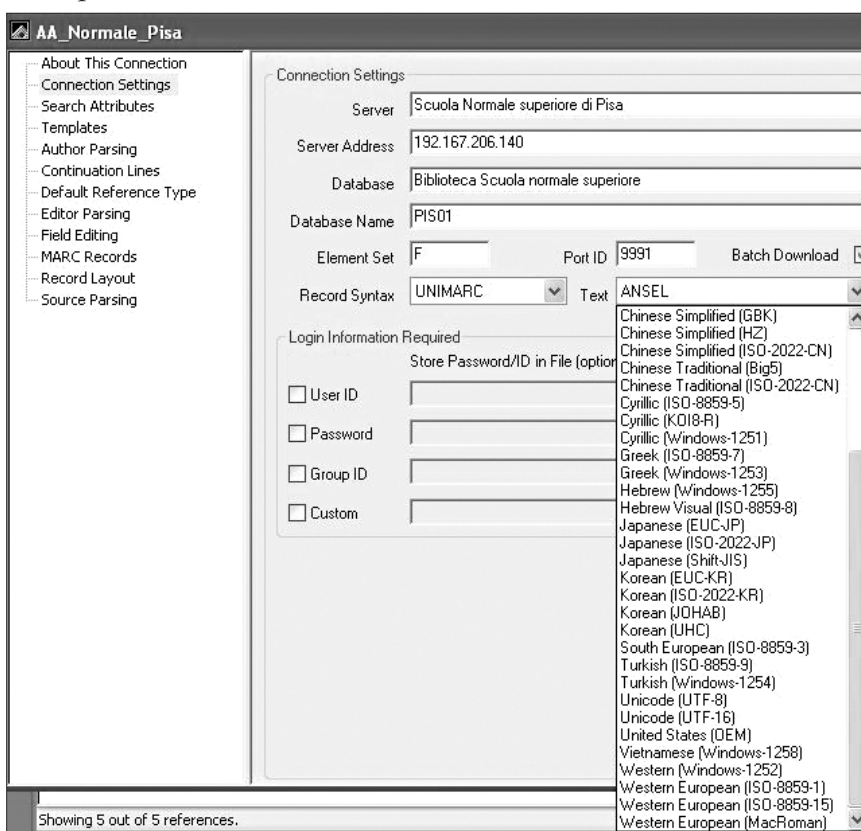 AA_Normale_Pisa
About This Connection
Connection Settings
Search Attributes
Templates
Author Parsing
Continuation Lines
Default Reference Type
Editor Parsing
Field Editing
MARC Records
Record Layout
Source Parsing
Connection Settings
Server Scuola Normale superiore di Pisa
Server Address 192.167.206.140
Database Biblioteca Scuola normale superiore
Database Name PIS01
Element Set F Port ID 9991 Batch Download
Record Syntax UNIMARC Text ANSEL
Login Information Required
Store Password/ID in File (option
User ID
Password
Group ID
Custom
Chinese Simplified (GBK)
Chinese Simplified (HZ)
Chinese Simplified (ISO-2022-CN)
Chinese Traditional (Big5)
Chinese Traditional (ISO-2022-CN)
Cyrillic (ISO-8859-5)
Cyrillic (KOI8-R)
Cyrillic (Windows-1251)
Greek (ISO-8859-7)
Greek (Windows-1253)
Hebrew (Windows-1255)
Hebrew Visual (ISO-8859-8)
Japanese (EUC-JP)
Japanese (ISO-2022-JP)
Japanese (Shift-JIS)
Korean (EUC-KR)
Korean (ISO-2022-KR)
Korean (JOHAB)
Korean (UHC)
South European (ISO-8859-3)
Turkish (ISO-8859-9)
Turkish (Windows-1254)
Unicode (UTF-8)
Unicode (UTF-16)
United States (OEM)
Vietnamese (Windows-1258)
Western (Windows-1252)
Western European (ISO-8859-1)
Western European (ISO-8859-15)
Western European (MacRoman)
Showing 5 out of 5 references.